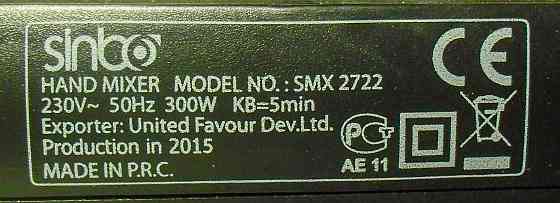 sinbo
HAND MIXER MODEL NO.: SMX 2722
230V~ 50Hz 300W KB=5min
Exporter: United Favour Dev.Ltd.
Production in 2015
MADE IN P.R.C.
CE
РСТ
AE 11